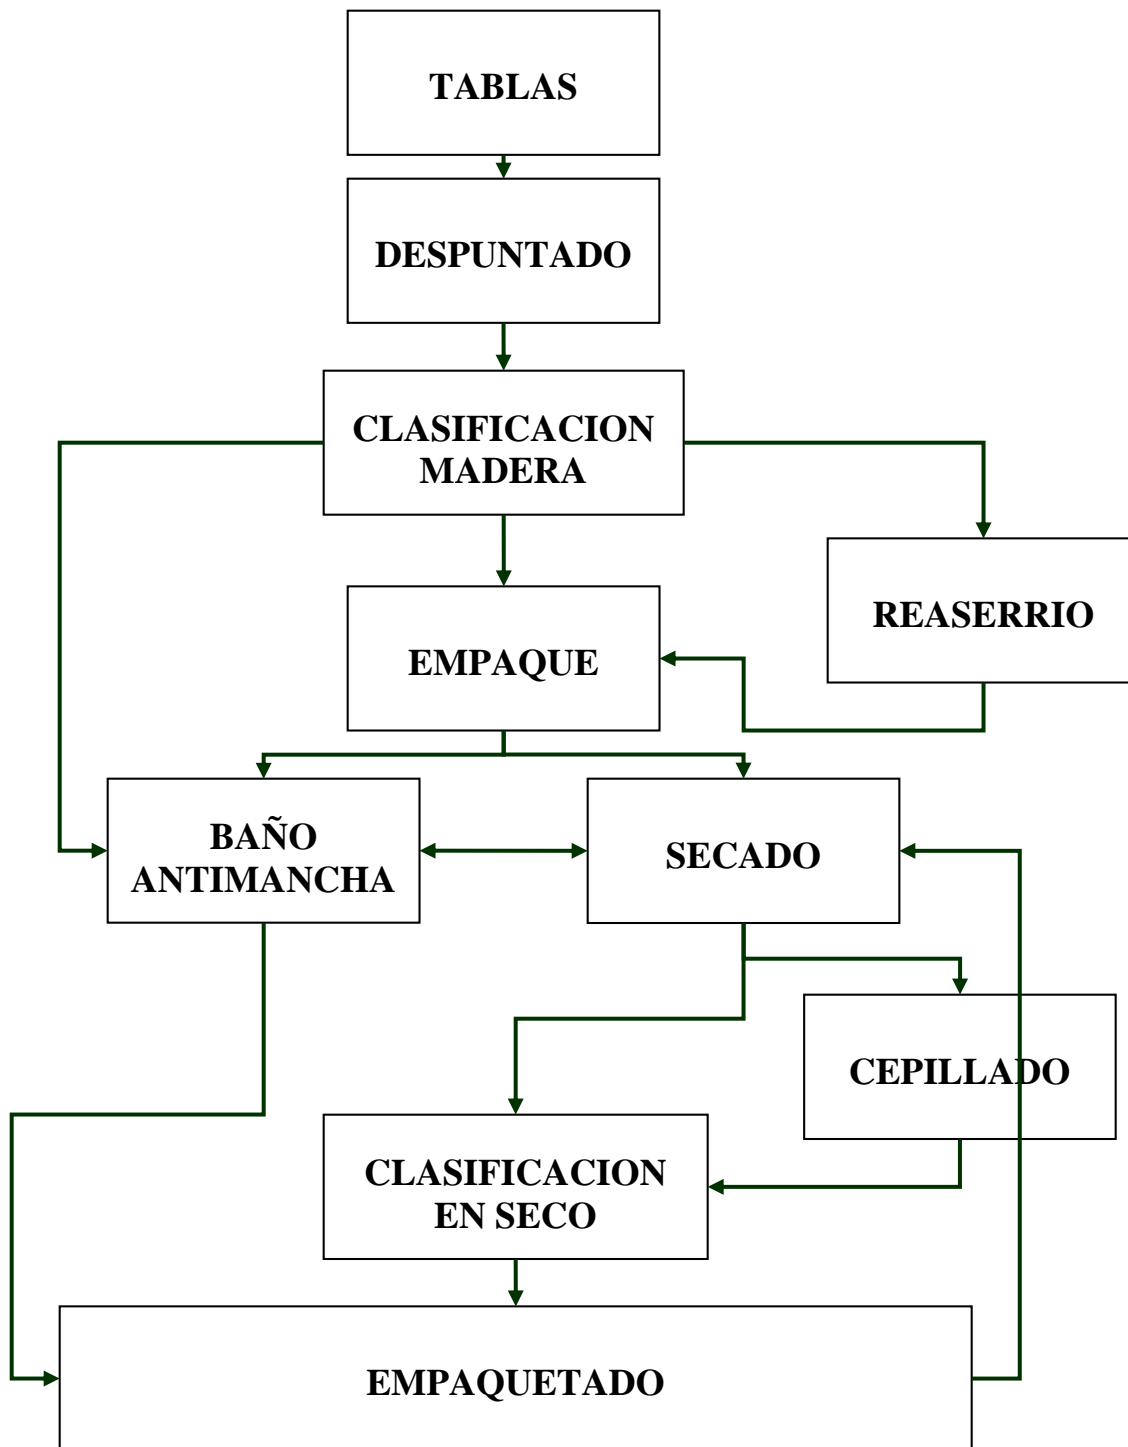 TABLAS
DESPUNTADO
CLASIFICACION
MADERA
REASERRIO
EMPAQUE
BAÑO
ANTIMANCHA
SECADO
CEPILLADO
CLASIFICACION
EN SECO
EMPAQUETADO